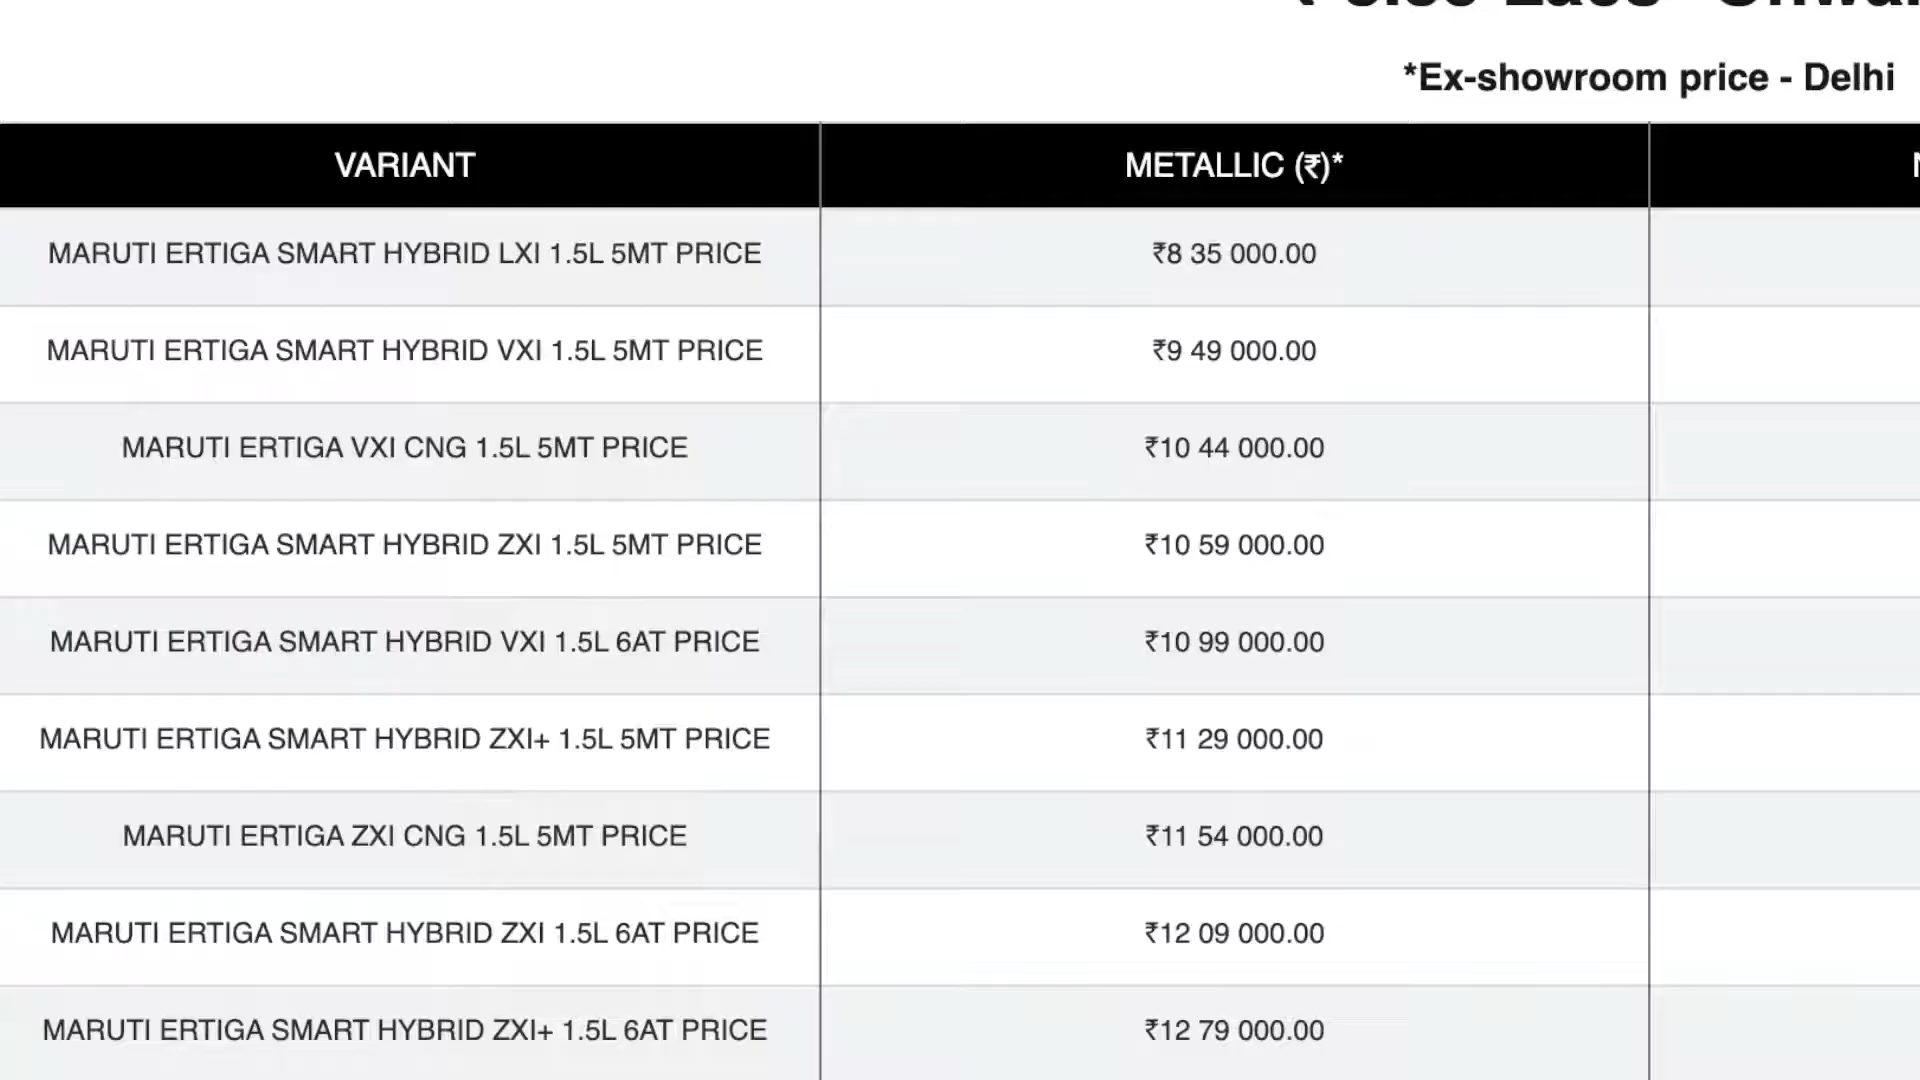 *Ex-showroom price - Delhi
VARIANT METALLIC (₹)*
MARUTI ERTIGA SMART HYBRID LXI 1.5L 5MT PRICE ₹8 35 000.00
MARUTI ERTIGA SMART HYBRID VXI 1.5L 5MT PRICE ₹9 49 000.00
MARUTI ERTIGA VXI CNG 1.5L 5MT PRICE ₹10 44 000.00
MARUTI ERTIGA SMART HYBRID ZXI 1.5L 5MT PRICE ₹10 59 000.00
MARUTI ERTIGA SMART HYBRID VXI 1.5L 6AT PRICE ₹10 99 000.00
MARUTI ERTIGA SMART HYBRID ZXI+ 1.5L 5MT PRICE ₹11 29 000.00
MARUTI ERTIGA ZXI CNG 1.5L 5MT PRICE ₹11 54 000.00
MARUTI ERTIGA SMART HYBRID ZXI 1.5L 6AT PRICE ₹12 09 000.00
MARUTI ERTIGA SMART HYBRID ZXI+ 1.5L 6AT PRICE ₹12 79 000.00